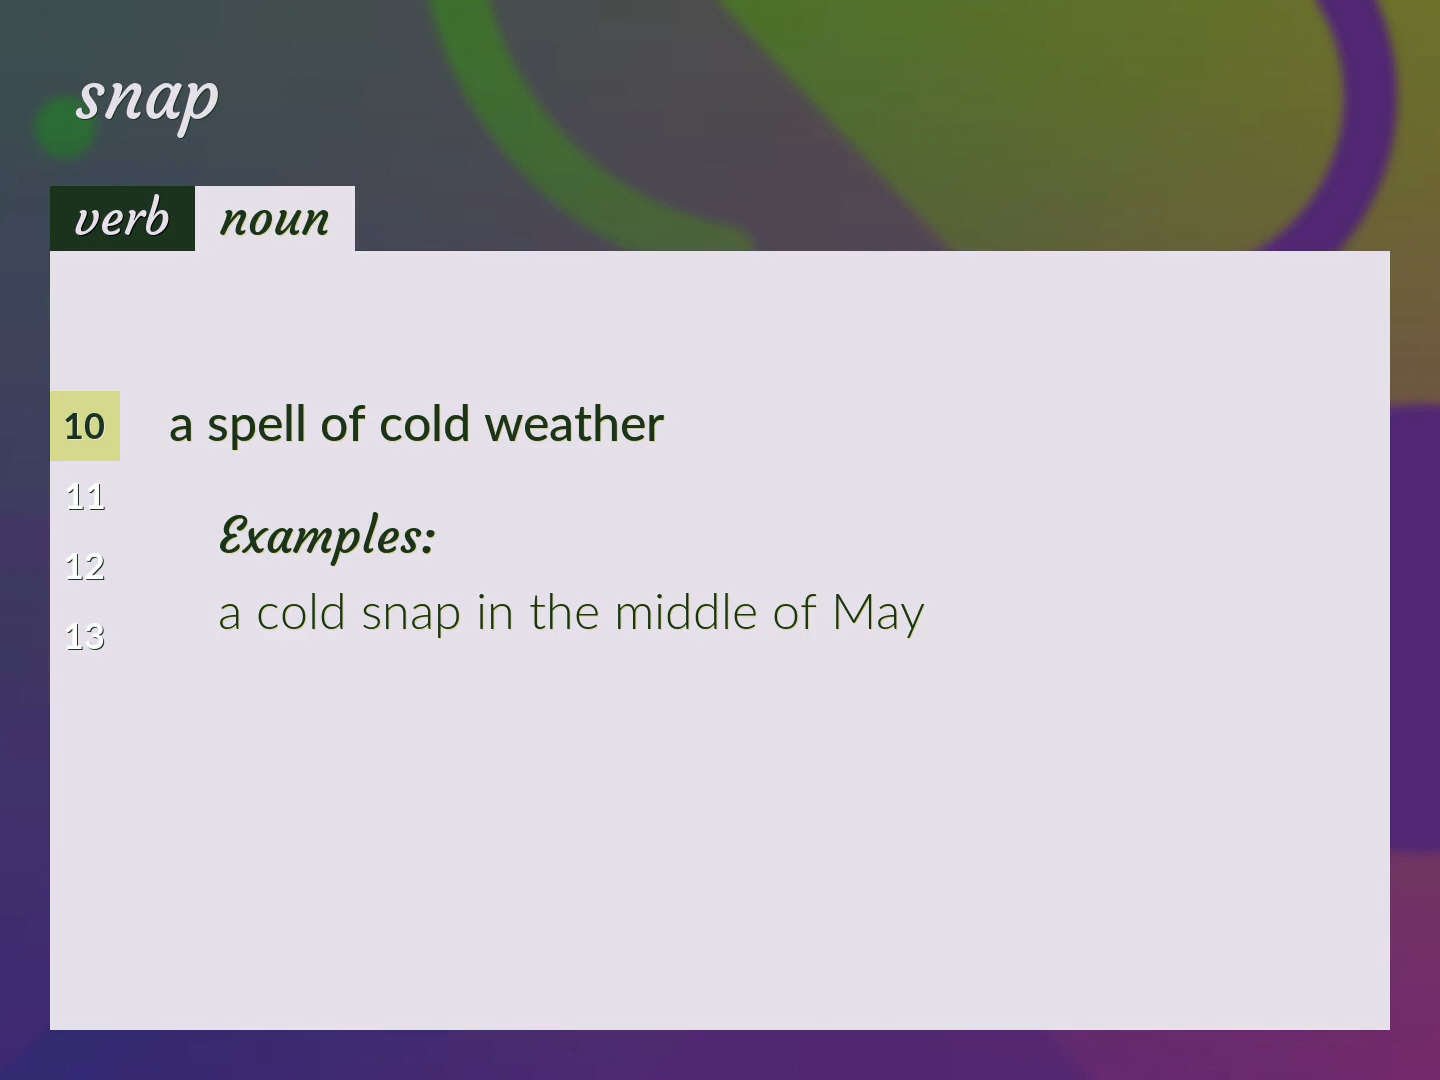 snap
verb noun
10 a spell of cold weather
11
Examples:
12
a cold snap in the middle of May
13